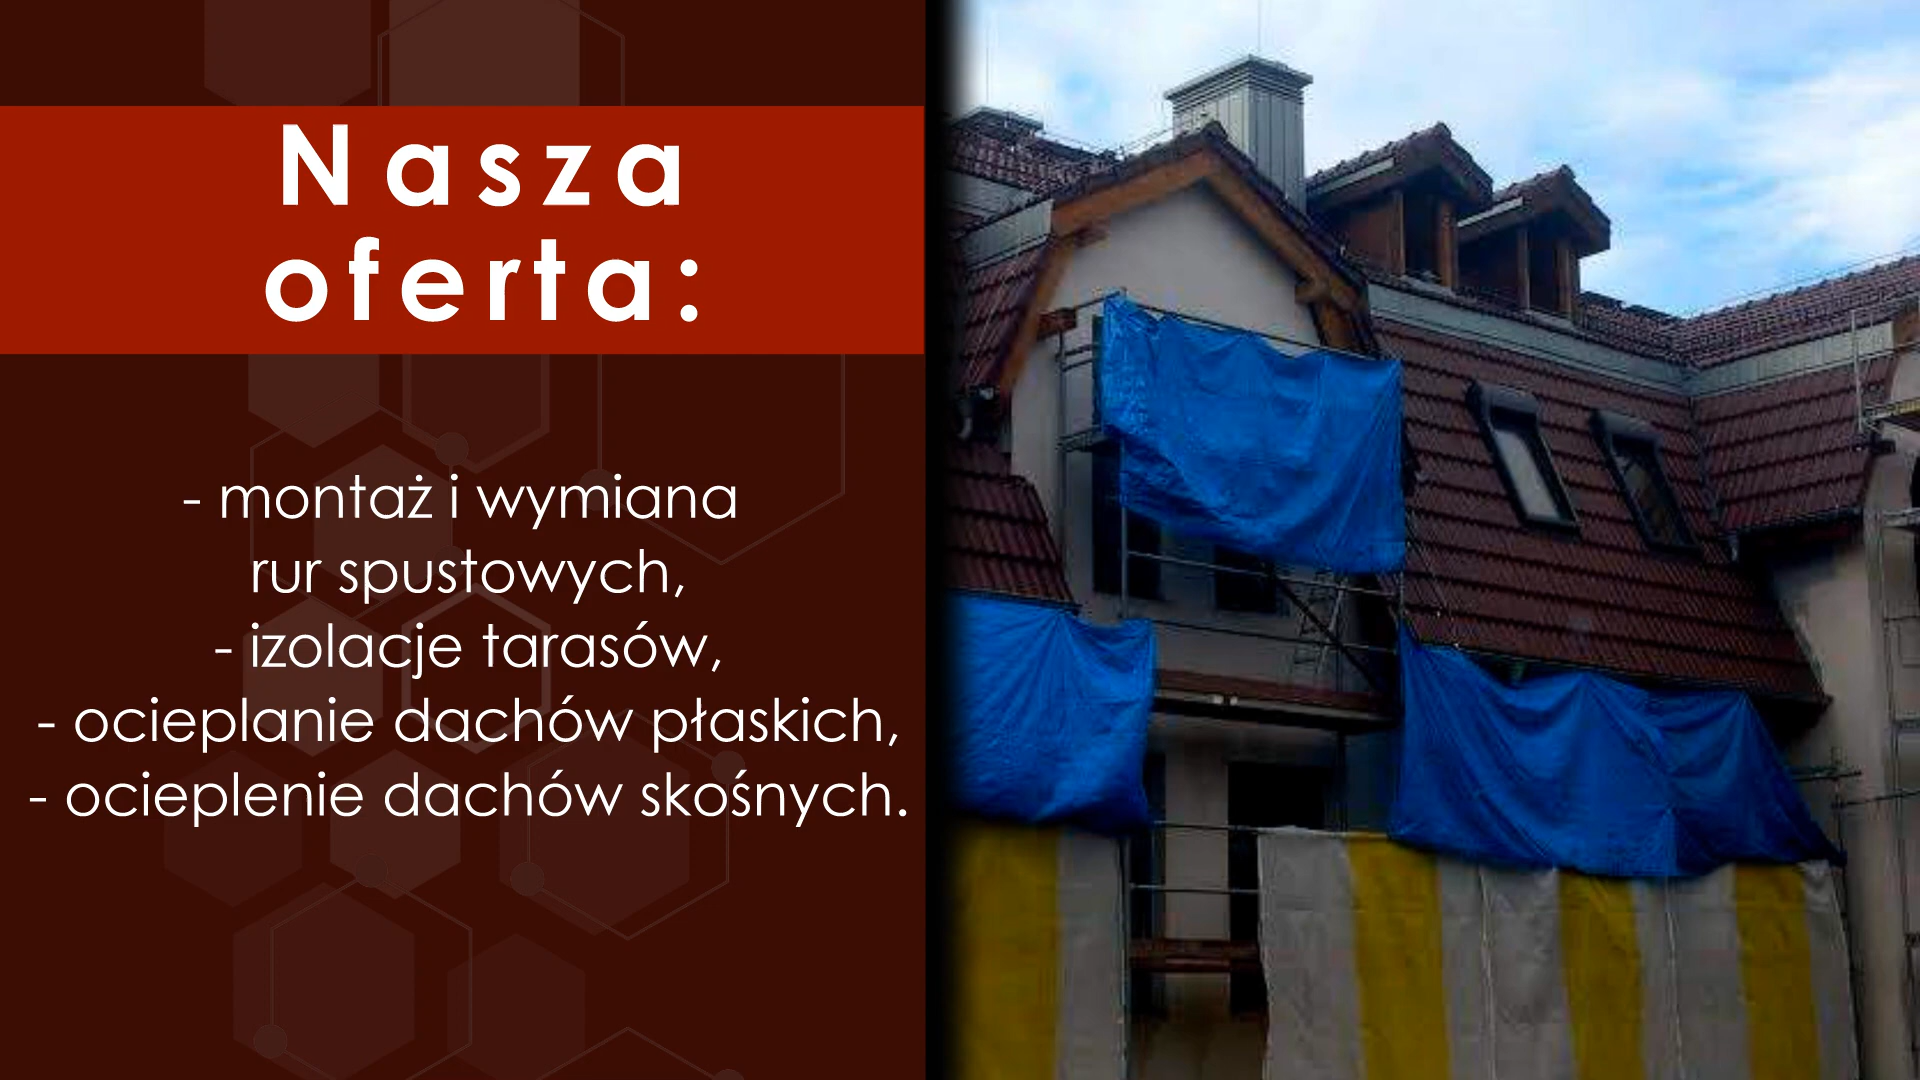 Nasza
oferta:
- montaż i wymiana
rur spustowych,
- izolacje tarasów,
- ocieplanie dachów płaskich,
- ocieplenie dachów skośnych.